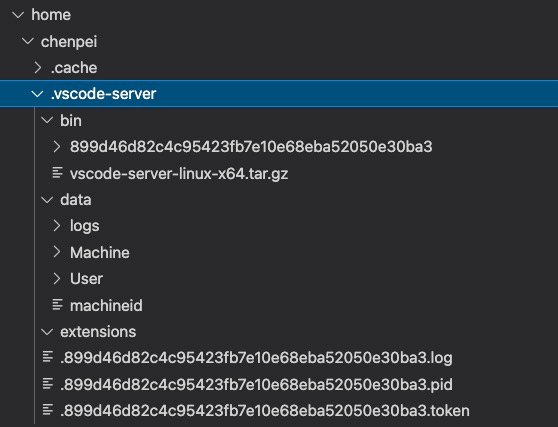 home
chenpei
.cache
.vscode-server
bin
899d46d82c4c95423fb7e10e68eba52050e30ba3
vscode-server-linux-x64.tar.gz
data
logs
Machine
User
machineid
extensions
.899d46d82c4c95423fb7e10e68eba52050e30ba3.log
.899d46d82c4c95423fb7e10e68eba52050e30ba3.pid
.899d46d82c4c95423fb7e10e68eba52050e30ba3.token